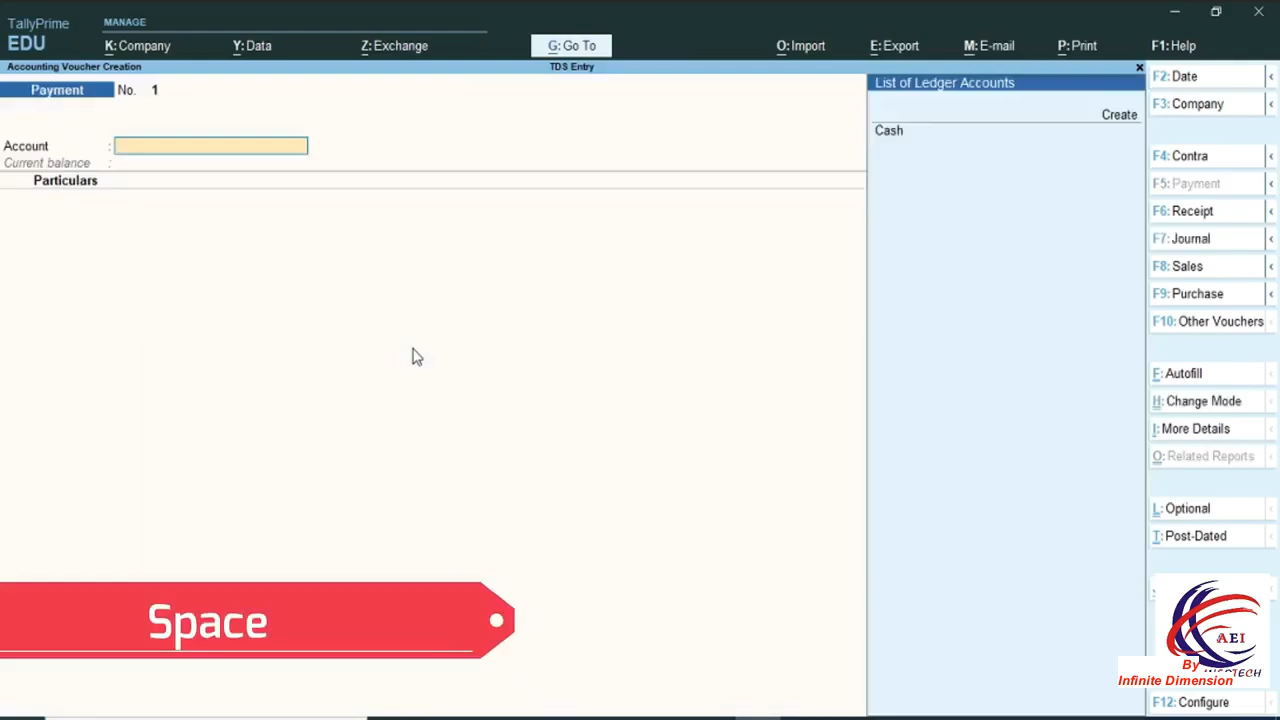 TallyPrime
EDU
MANAGE
K: Company
Y: Data
Z: Exchange
G: Go To
O: Import
E: Export
M: E-mail
P: Print
F1: Help
Accounting Voucher Creation
TDS Entry
Payment No. 1
Account :
Current balance :
Particulars
List of Ledger Accounts
Create
Cash
F2: Date
F3: Company
F4: Contra
F5: Payment
F6: Receipt
F7: Journal
F8: Sales
F9: Purchase
F10: Other Vouchers
F: Autofill
H: Change Mode
I: More Details
O: Related Reports
L: Optional
T: Post-Dated
F12: Configure
Space
AEI
By
Infinite Dimension